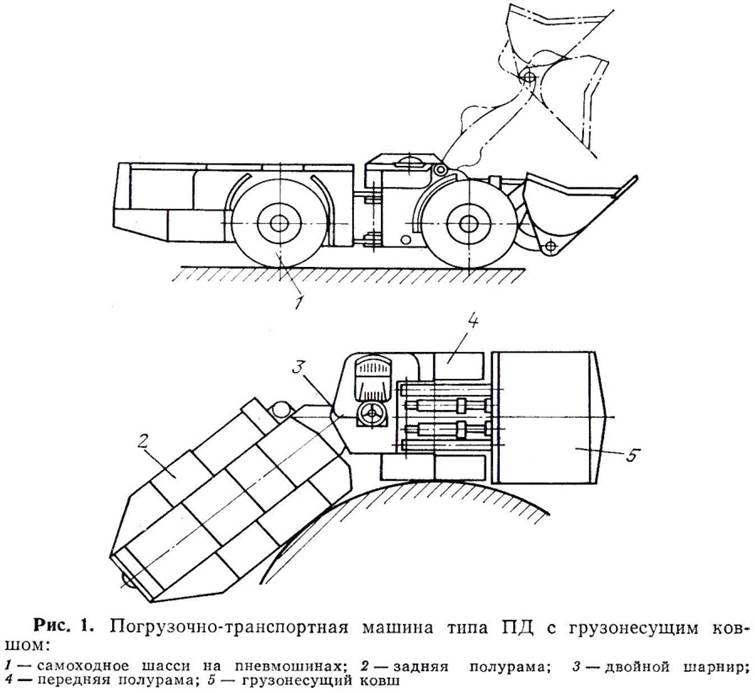 1
4
3
2
5
Рис. 1. Погрузочно-транспортная машина типа ПД с грузонесущим ков-
шом:
1 — самоходное шасси на пневмошинах; 2 — задняя полурама; 3 — двойной шарнир;
4 — передняя полурама; 5 — грузонесущий ковш